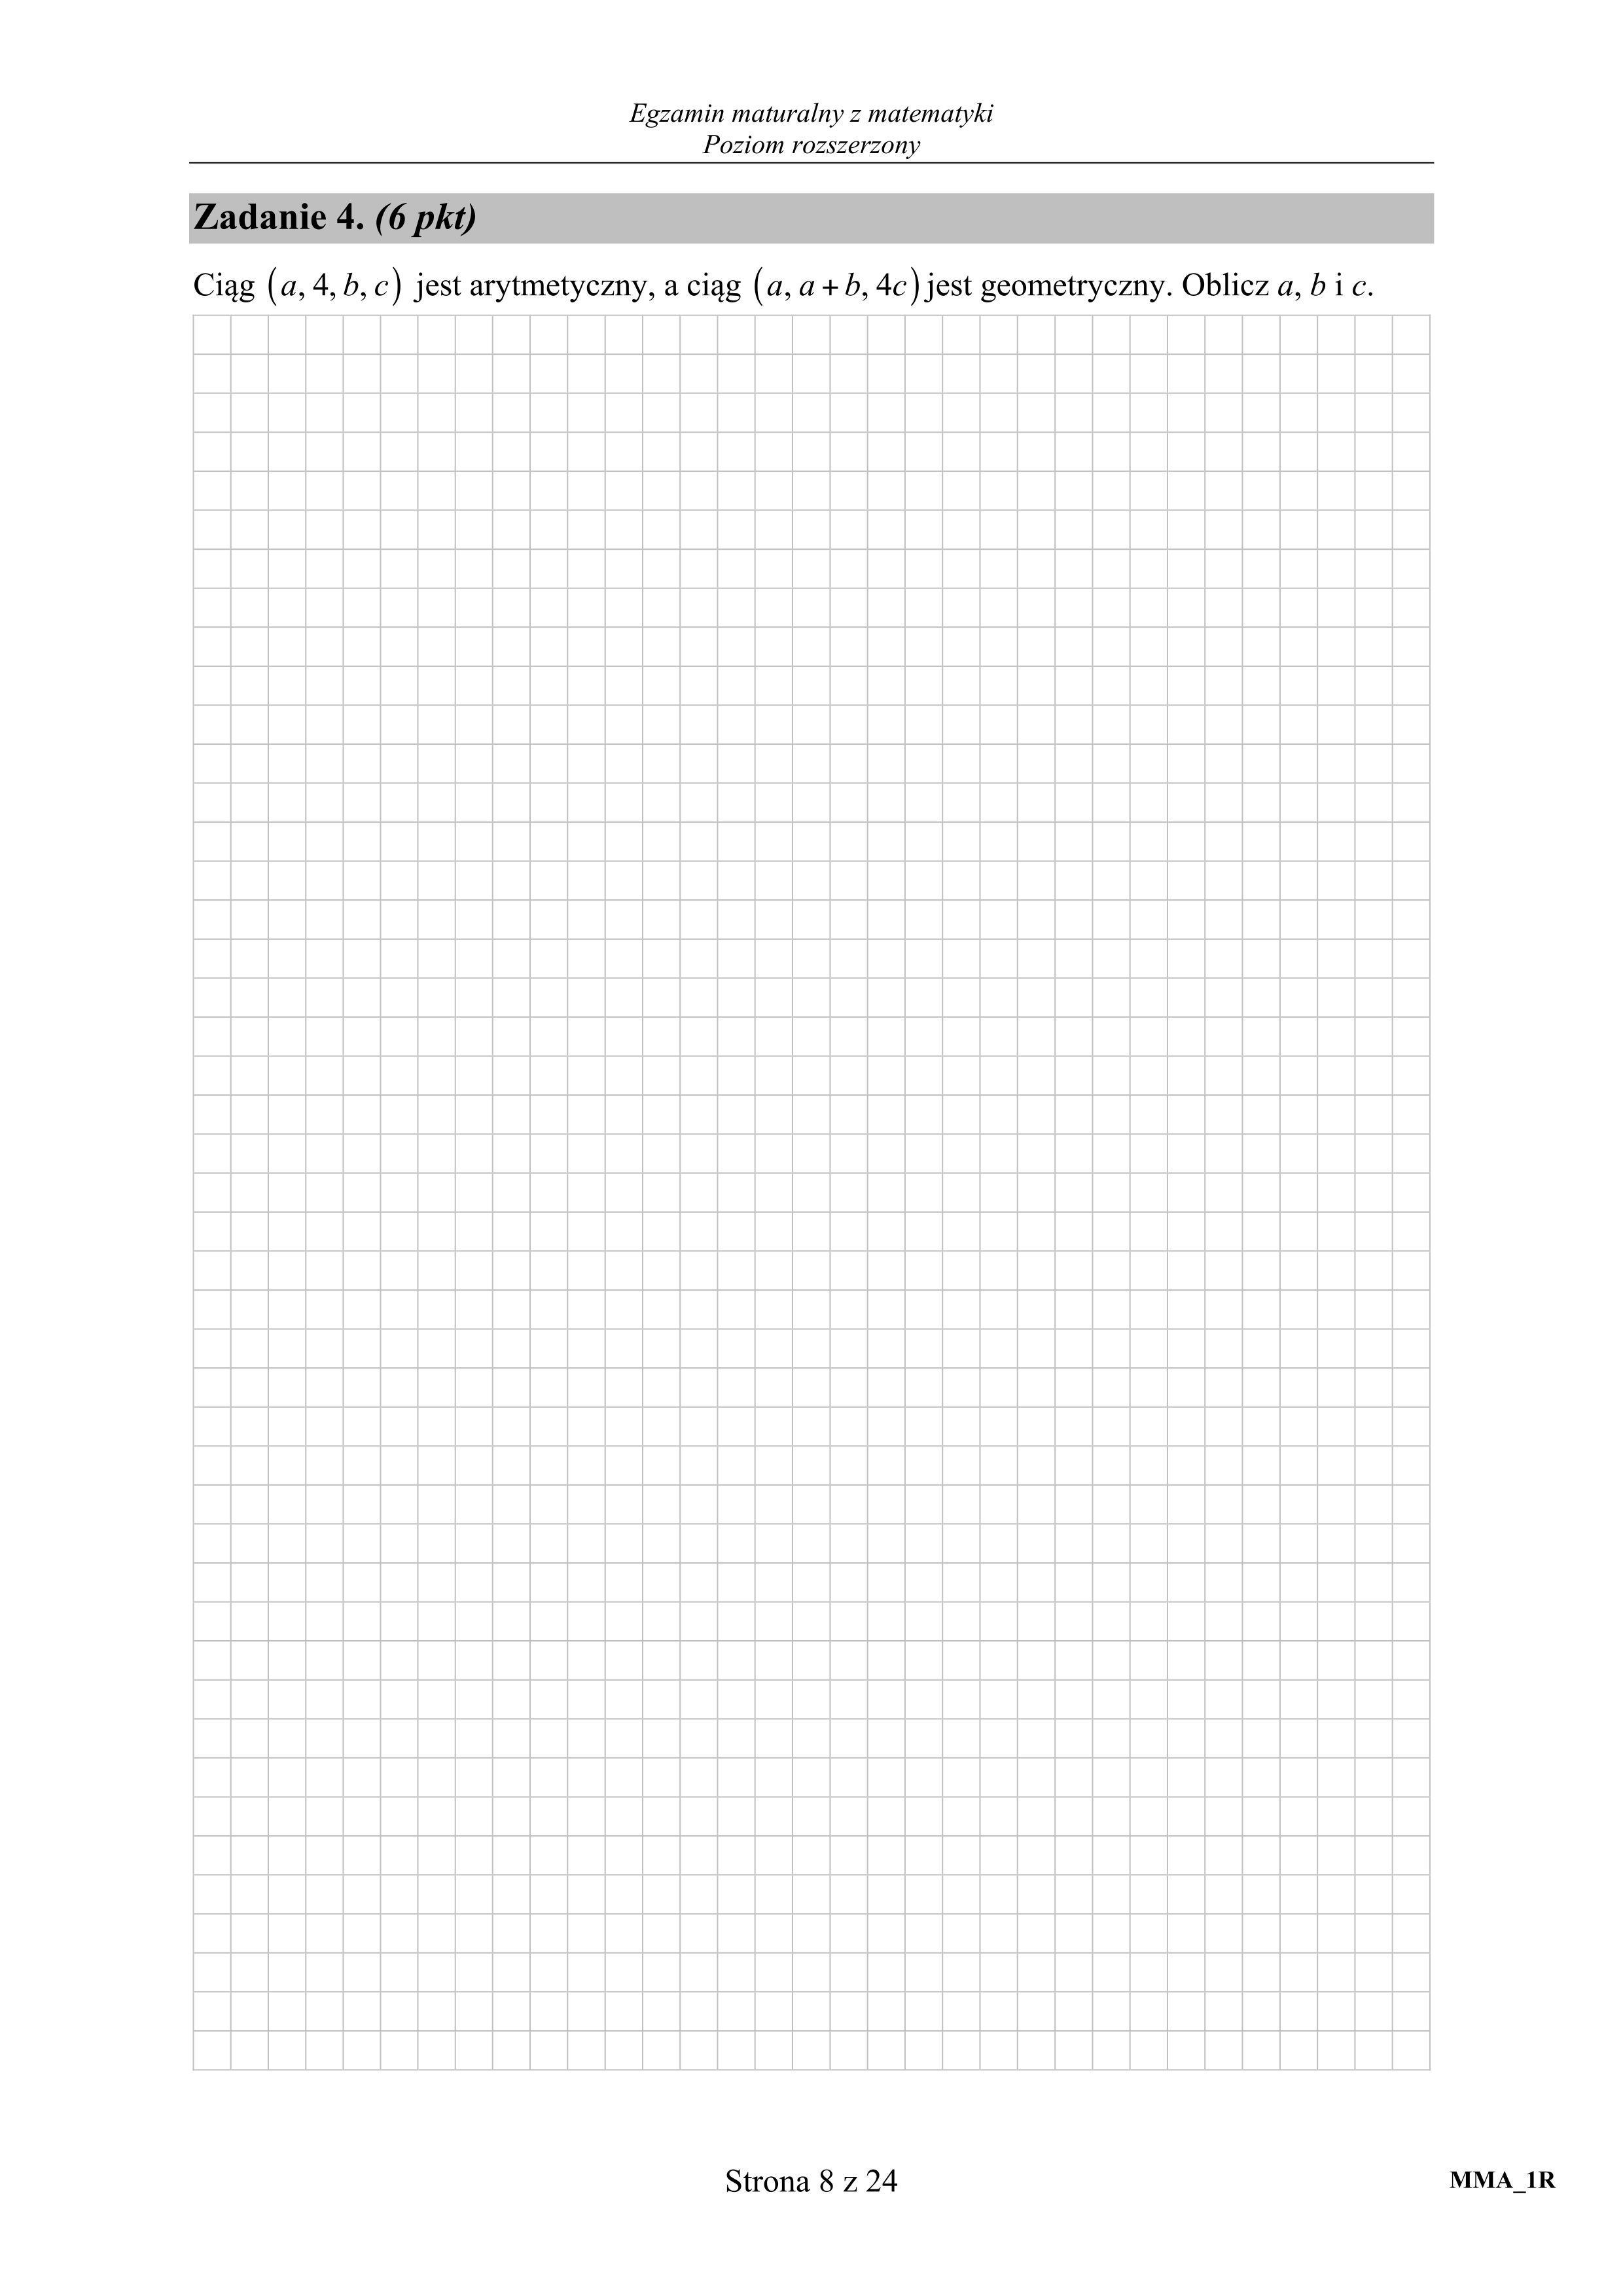 Egzamin maturalny z matematyki
Poziom rozszerzony
Zadanie 4. (6 pkt)
Ciąg (a, 4, b, c) jest arytmetyczny, a ciąg (a, a + b, 4c) jest geometryczny. Oblicz a, b i c.
Strona 8 z 24
MMA_1R